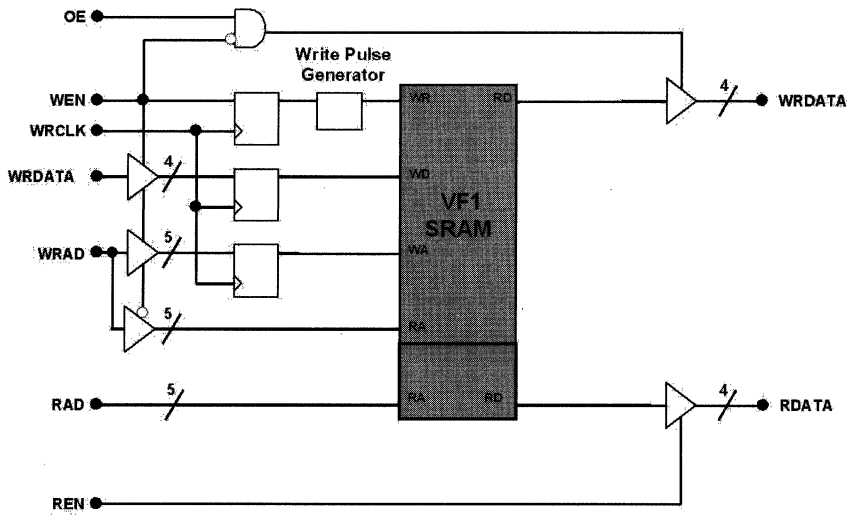 OE
Write Pulse
Generator
WEN
WR
RD
4
WRDATA
WRCLK
WRDATA
4
WD
VF1
SRAM
WRAD
5
WA
5
RA
RAD
5
RA
RD
4
RDATA
REN